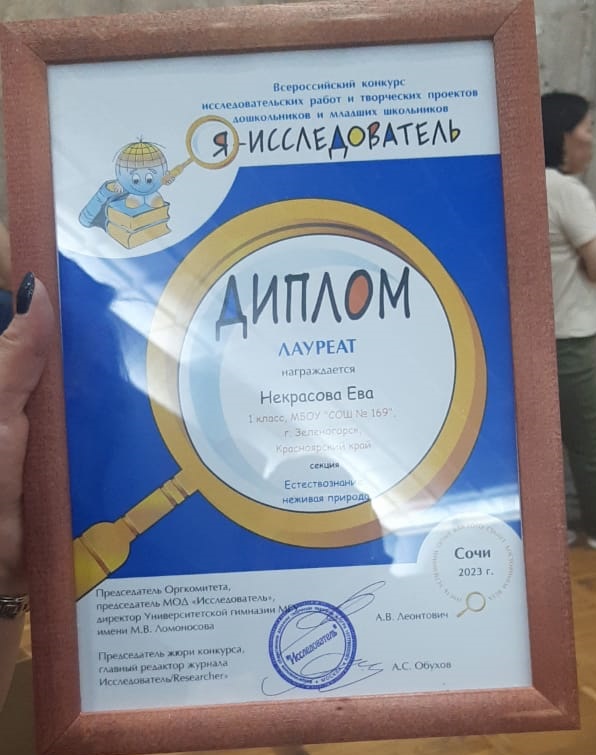 Всероссийский конкурс
исследовательских работ и творческих проектов
дошкольников и младших школьников
Я-ИССЛЕДОВАТЕЛЬ
ДИПЛОМ
ЛАУРЕАТ
награждается
Некрасова Ева
1 класс, МБОУ "СОШ № 169",
г. Зеленогорск,
Красноярский край
секция
Естествознание
неживая природа
Сочи
2023 г.
Председатель Оргкомитета,
председатель МОД «Исследователь»,
директор Университетской гимназии
имени М.В. Ломоносова
А.В. Леонтович
Председатель жюри конкурса,
главный редактор журнала
Исследователь/Researcher»
А.С. Обухов
"Исследователь"